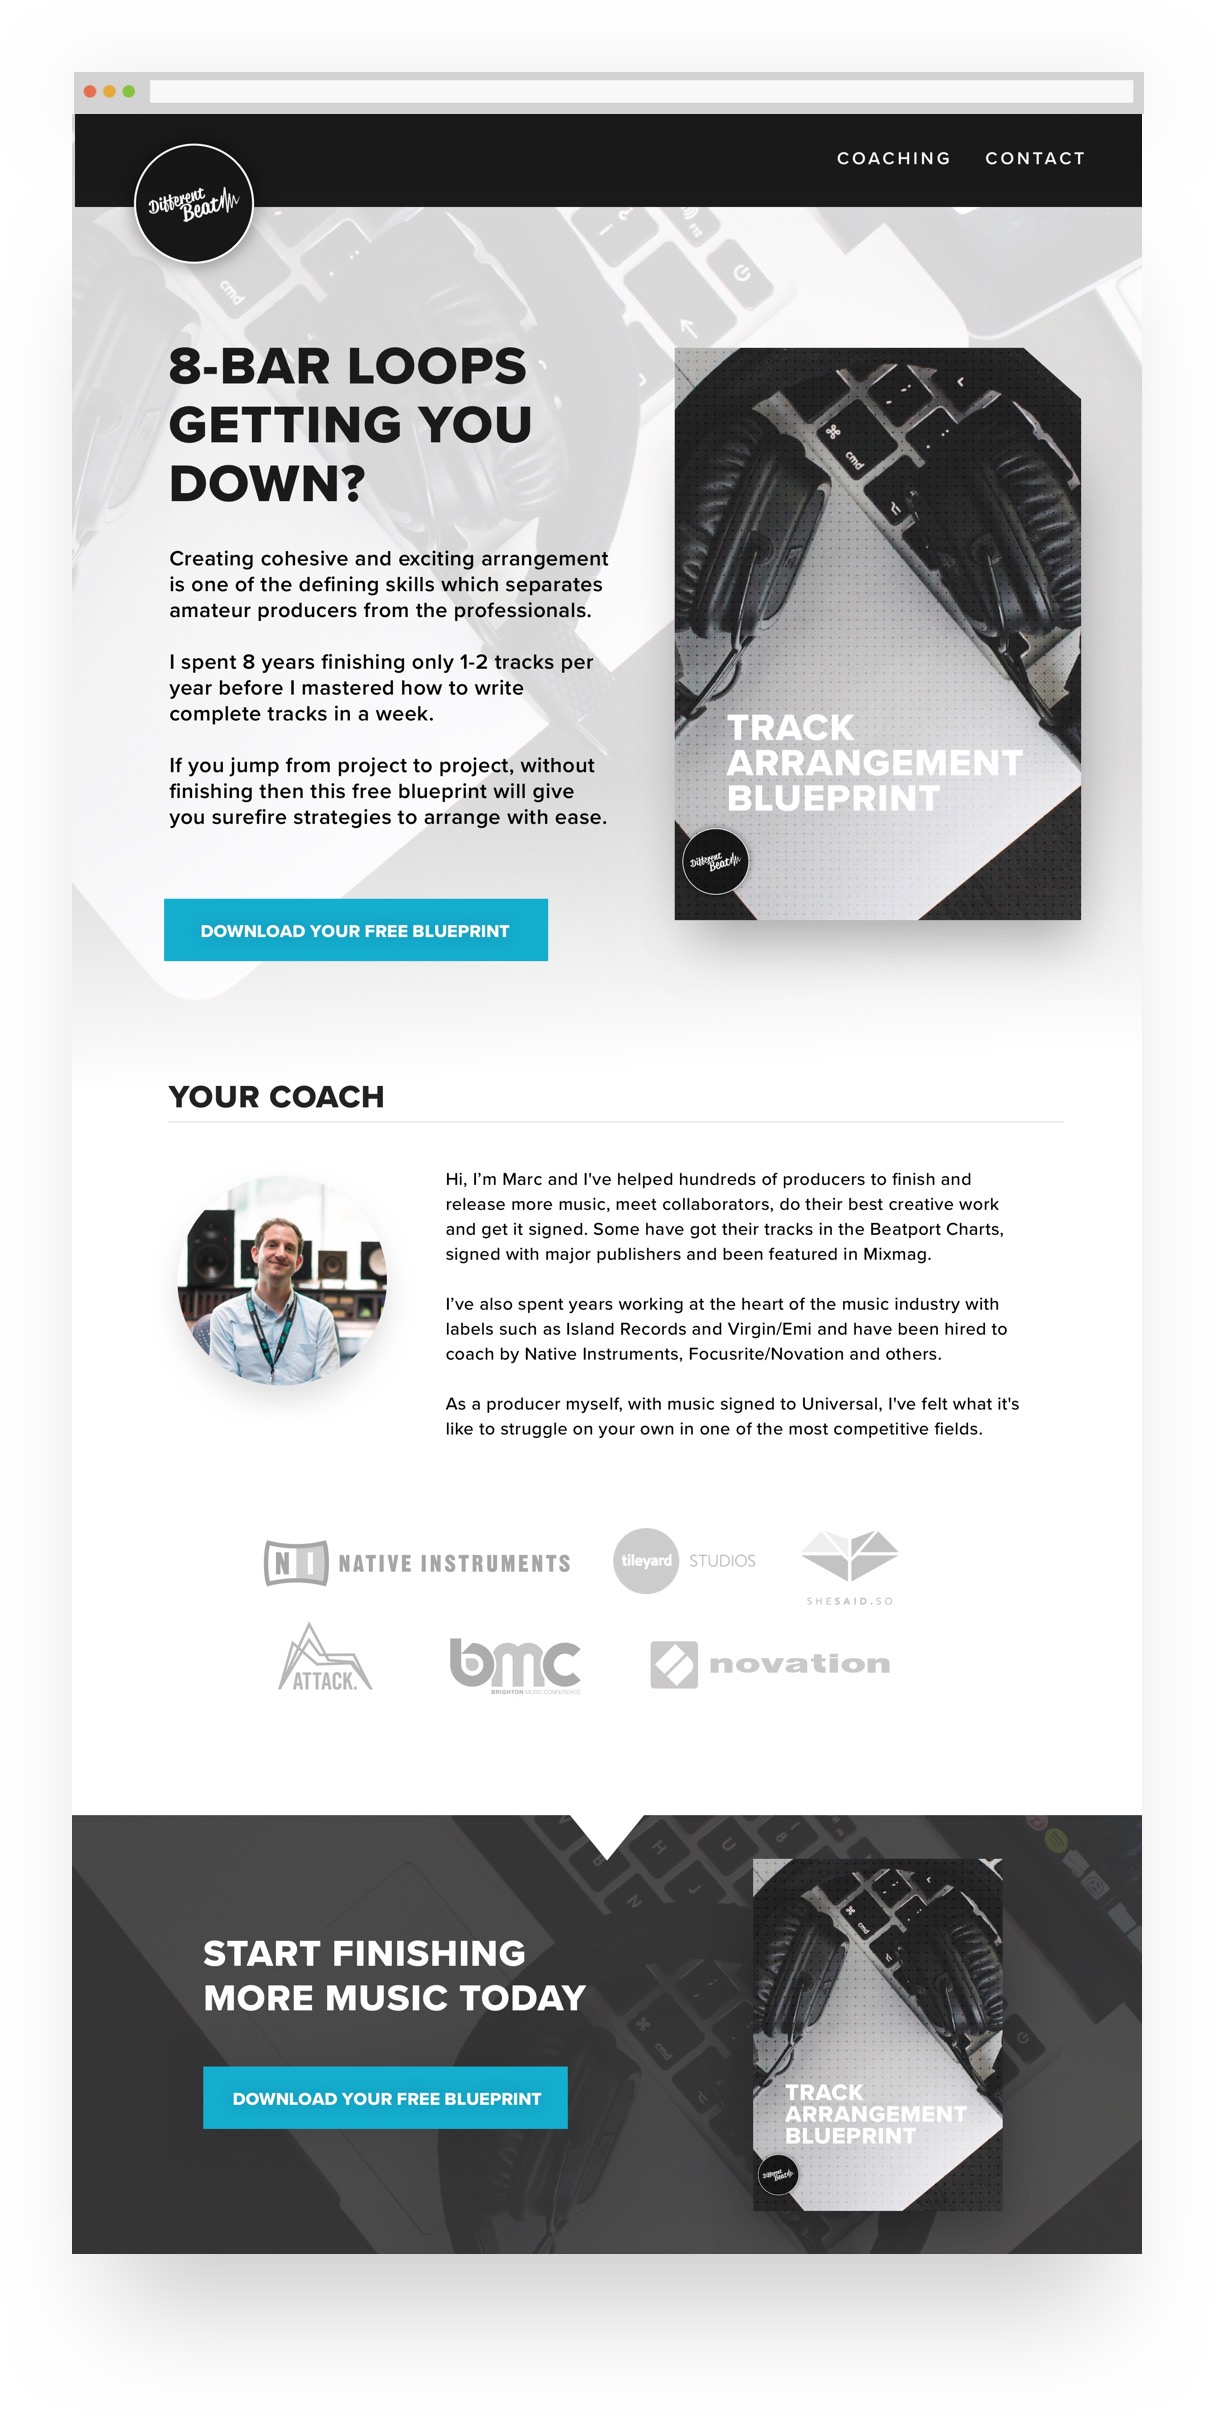 COACHING CONTACT
Different
Beat
cmd
8-BAR LOOPS
GETTING YOU
DOWN?
Creating cohesive and exciting arrangement
is one of the defining skills which separates
amateur producers from the professionals.
I spent 8 years finishing only 1-2 tracks per
year before I mastered how to write
complete tracks in a week.
If you jump from project to project, without
finishing then this free blueprint will give
you surefire strategies to arrange with ease.
DOWNLOAD YOUR FREE BLUEPRINT
cmd
TRACK
ARRANGEMENT
BLUEPRINT
Different
Beat
YOUR COACH
Hi, I’m Marc and I've helped hundreds of producers to finish and
release more music, meet collaborators, do their best creative work
and get it signed. Some have got their tracks in the Beatport Charts,
signed with major publishers and been featured in Mixmag.
I’ve also spent years working at the heart of the music industry with
labels such as Island Records and Virgin/Emi and have been hired to
coach by Native Instruments, Focusrite/Novation and others.
As a producer myself, with music signed to Universal, I've felt what it's
like to struggle on your own in one of the most competitive fields.
NI NATIVE INSTRUMENTS
tileyard STUDIOS
SHESAID.SO
ATTACK.
bmc
BRIGHTON MUSIC CONFERENCE
novation
START FINISHING
MORE MUSIC TODAY
DOWNLOAD YOUR FREE BLUEPRINT
cmd
cmd
TRACK
ARRANGEMENT
BLUEPRINT
Different
Beat